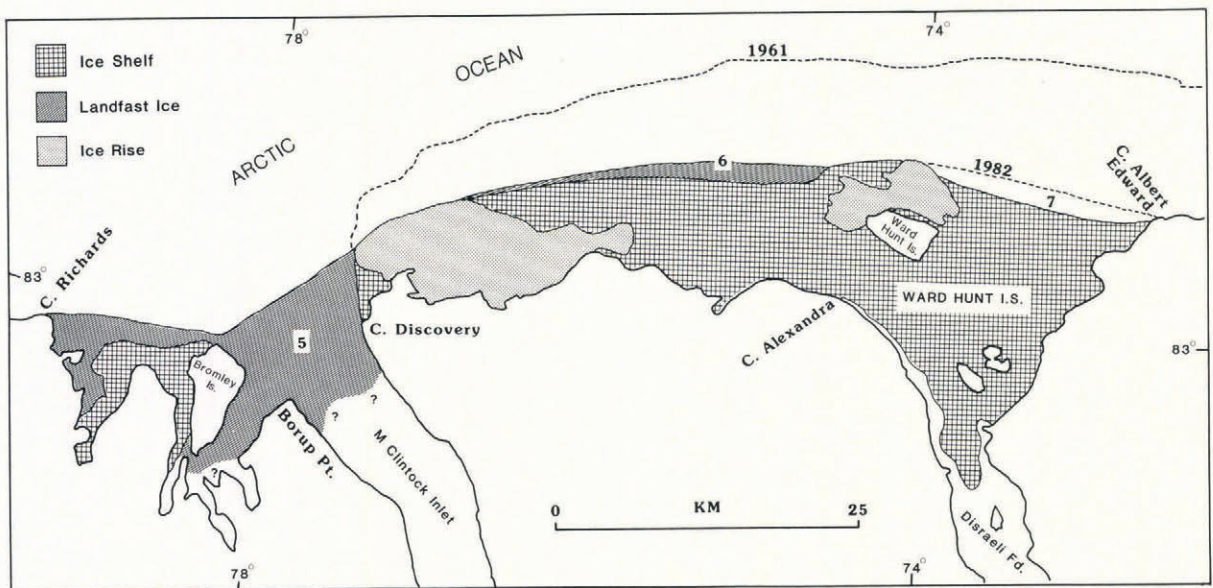 78°
74°
Ice Shelf
Landfast Ice
Ice Rise
ARCTIC
OCEAN
1961
6
1982
7
C. Albert
Edward
Ward
Hunt Is.
83°
C. Richards
WARD HUNT I.S.
C. Discovery
C. Alexandra
83°
5
Bromley
Is.
?
?
?
Borup Pt.
M Clintock Inlet
0
KM
25
Disraeli Fd.
78°
74°